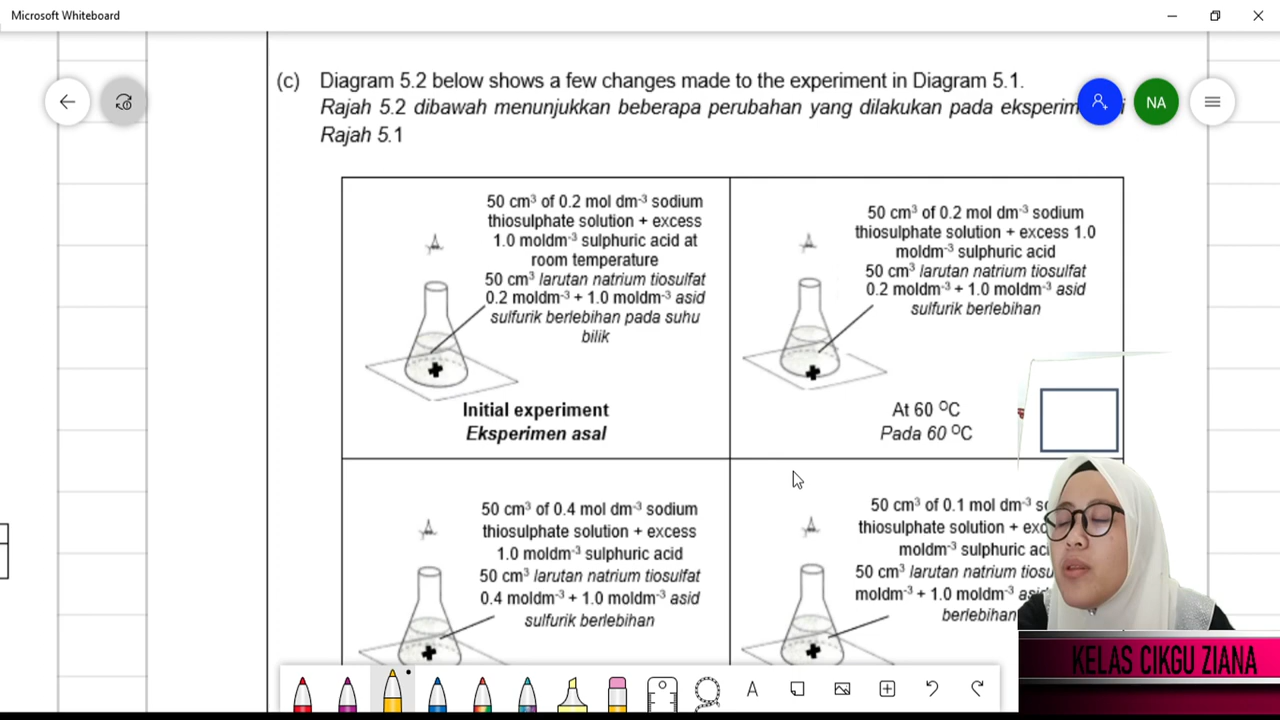 Microsoft Whiteboard
(c) Diagram 5.2 below shows a few changes made to the experiment in Diagram 5.1.
Rajah 5.2 dibawah menunjukkan beberapa perubahan yang dilakukan pada
Rajah 5.1
NA
50 cm³ of 0.2 mol dm⁻³ sodium
thiosulphate solution + excess
1.0 moldm⁻³ sulphuric acid at
room temperature
50 cm³ larutan natrium tiosulfat
0.2 moldm⁻³ + 1.0 moldm⁻³ asid
sulfurik berlebihan pada suhu
bilik
Initial experiment
Eksperimen asal
50 cm³ of 0.2 mol dm⁻³ sodium
thiosulphate solution + excess 1.0
moldm⁻³ sulphuric acid
50 cm³ larutan natrium tiosulfat
0.2 moldm⁻³ + 1.0 moldm⁻³ asid
sulfurik berlebihan
At 60 ⁰C
Pada 60 ⁰C
50 cm³ of 0.4 mol dm⁻³ sodium
thiosulphate solution + excess
1.0 moldm⁻³ sulphuric acid
50 cm³ larutan natrium tiosulfat
0.4 moldm⁻³ + 1.0 moldm⁻³ asid
sulfurik berlebihan
50 cm³ of 0.1 mol dm⁻³
thiosulphate solution +
moldm⁻³ sulphuric
50 cm³ larutan natrium
moldm⁻³ + 1.0 moldm⁻³
berlebihan
KELAS CIKGU ZIANA